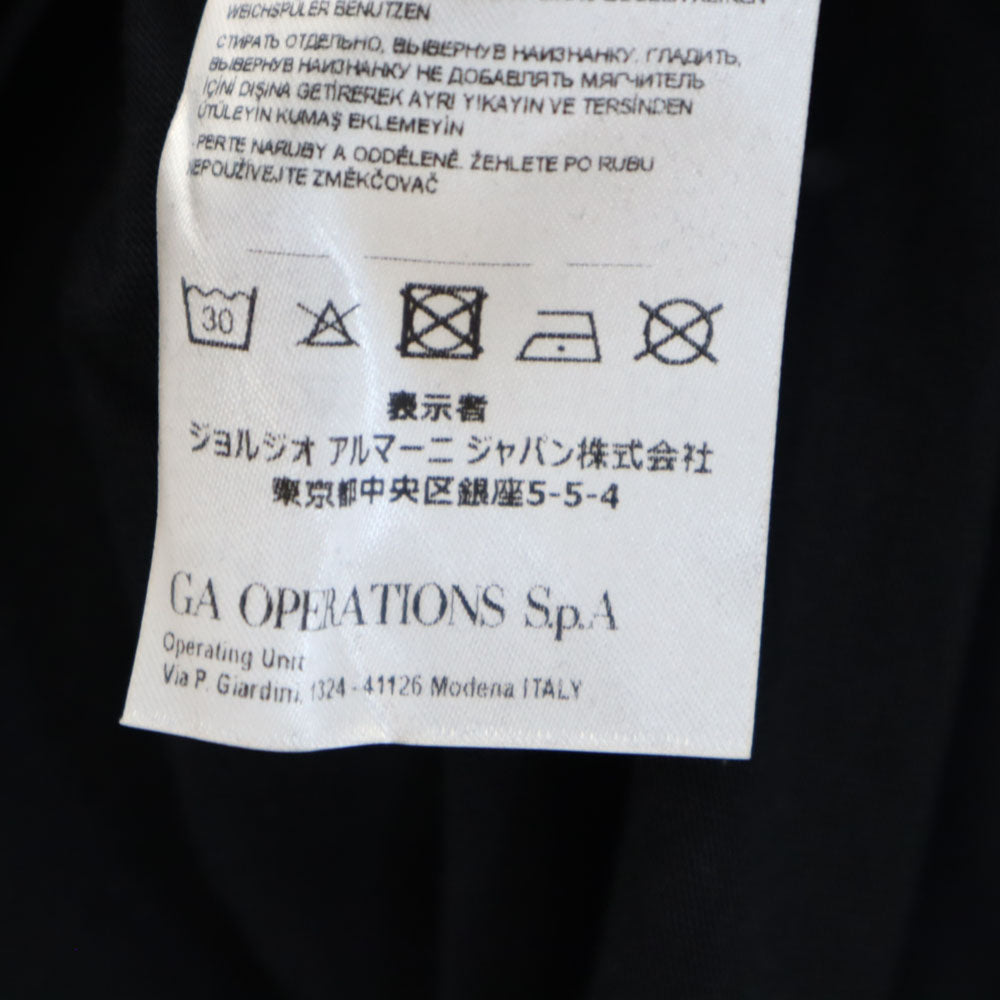 WEICHSPÜLER BENUTZEN
СТИРАТЬ ОТДЕЛЬНО, ВЫВЕРНУВ НАИЗНАНКУ. ГЛАДИТЬ,
ВЫВЕРНУВ НАИЗНАНКУ НЕ ДОБАВЛЯТЬ МЯГЧИТЕЛЬ
İÇİNİ DIŞINA GETİREREK AYRI YIKAYIN VE TERSİNDEN
ÜTÜLEYİN KUMAŞ EKLEMEYİN
PERTE NARUBY A ODDĚLENĚ. ŽEHLETE PO RUBU
NEPOUŽÍVEJTE ZMĚKČOVAČ
30
表示者
ジョルジオ アルマーニ ジャパン株式会社
東京都中央区銀座5-5-4
GA OPERATIONS S.p.A
Operating Unit
Via P. Giardini, 1324 - 41126 Modena ITALY